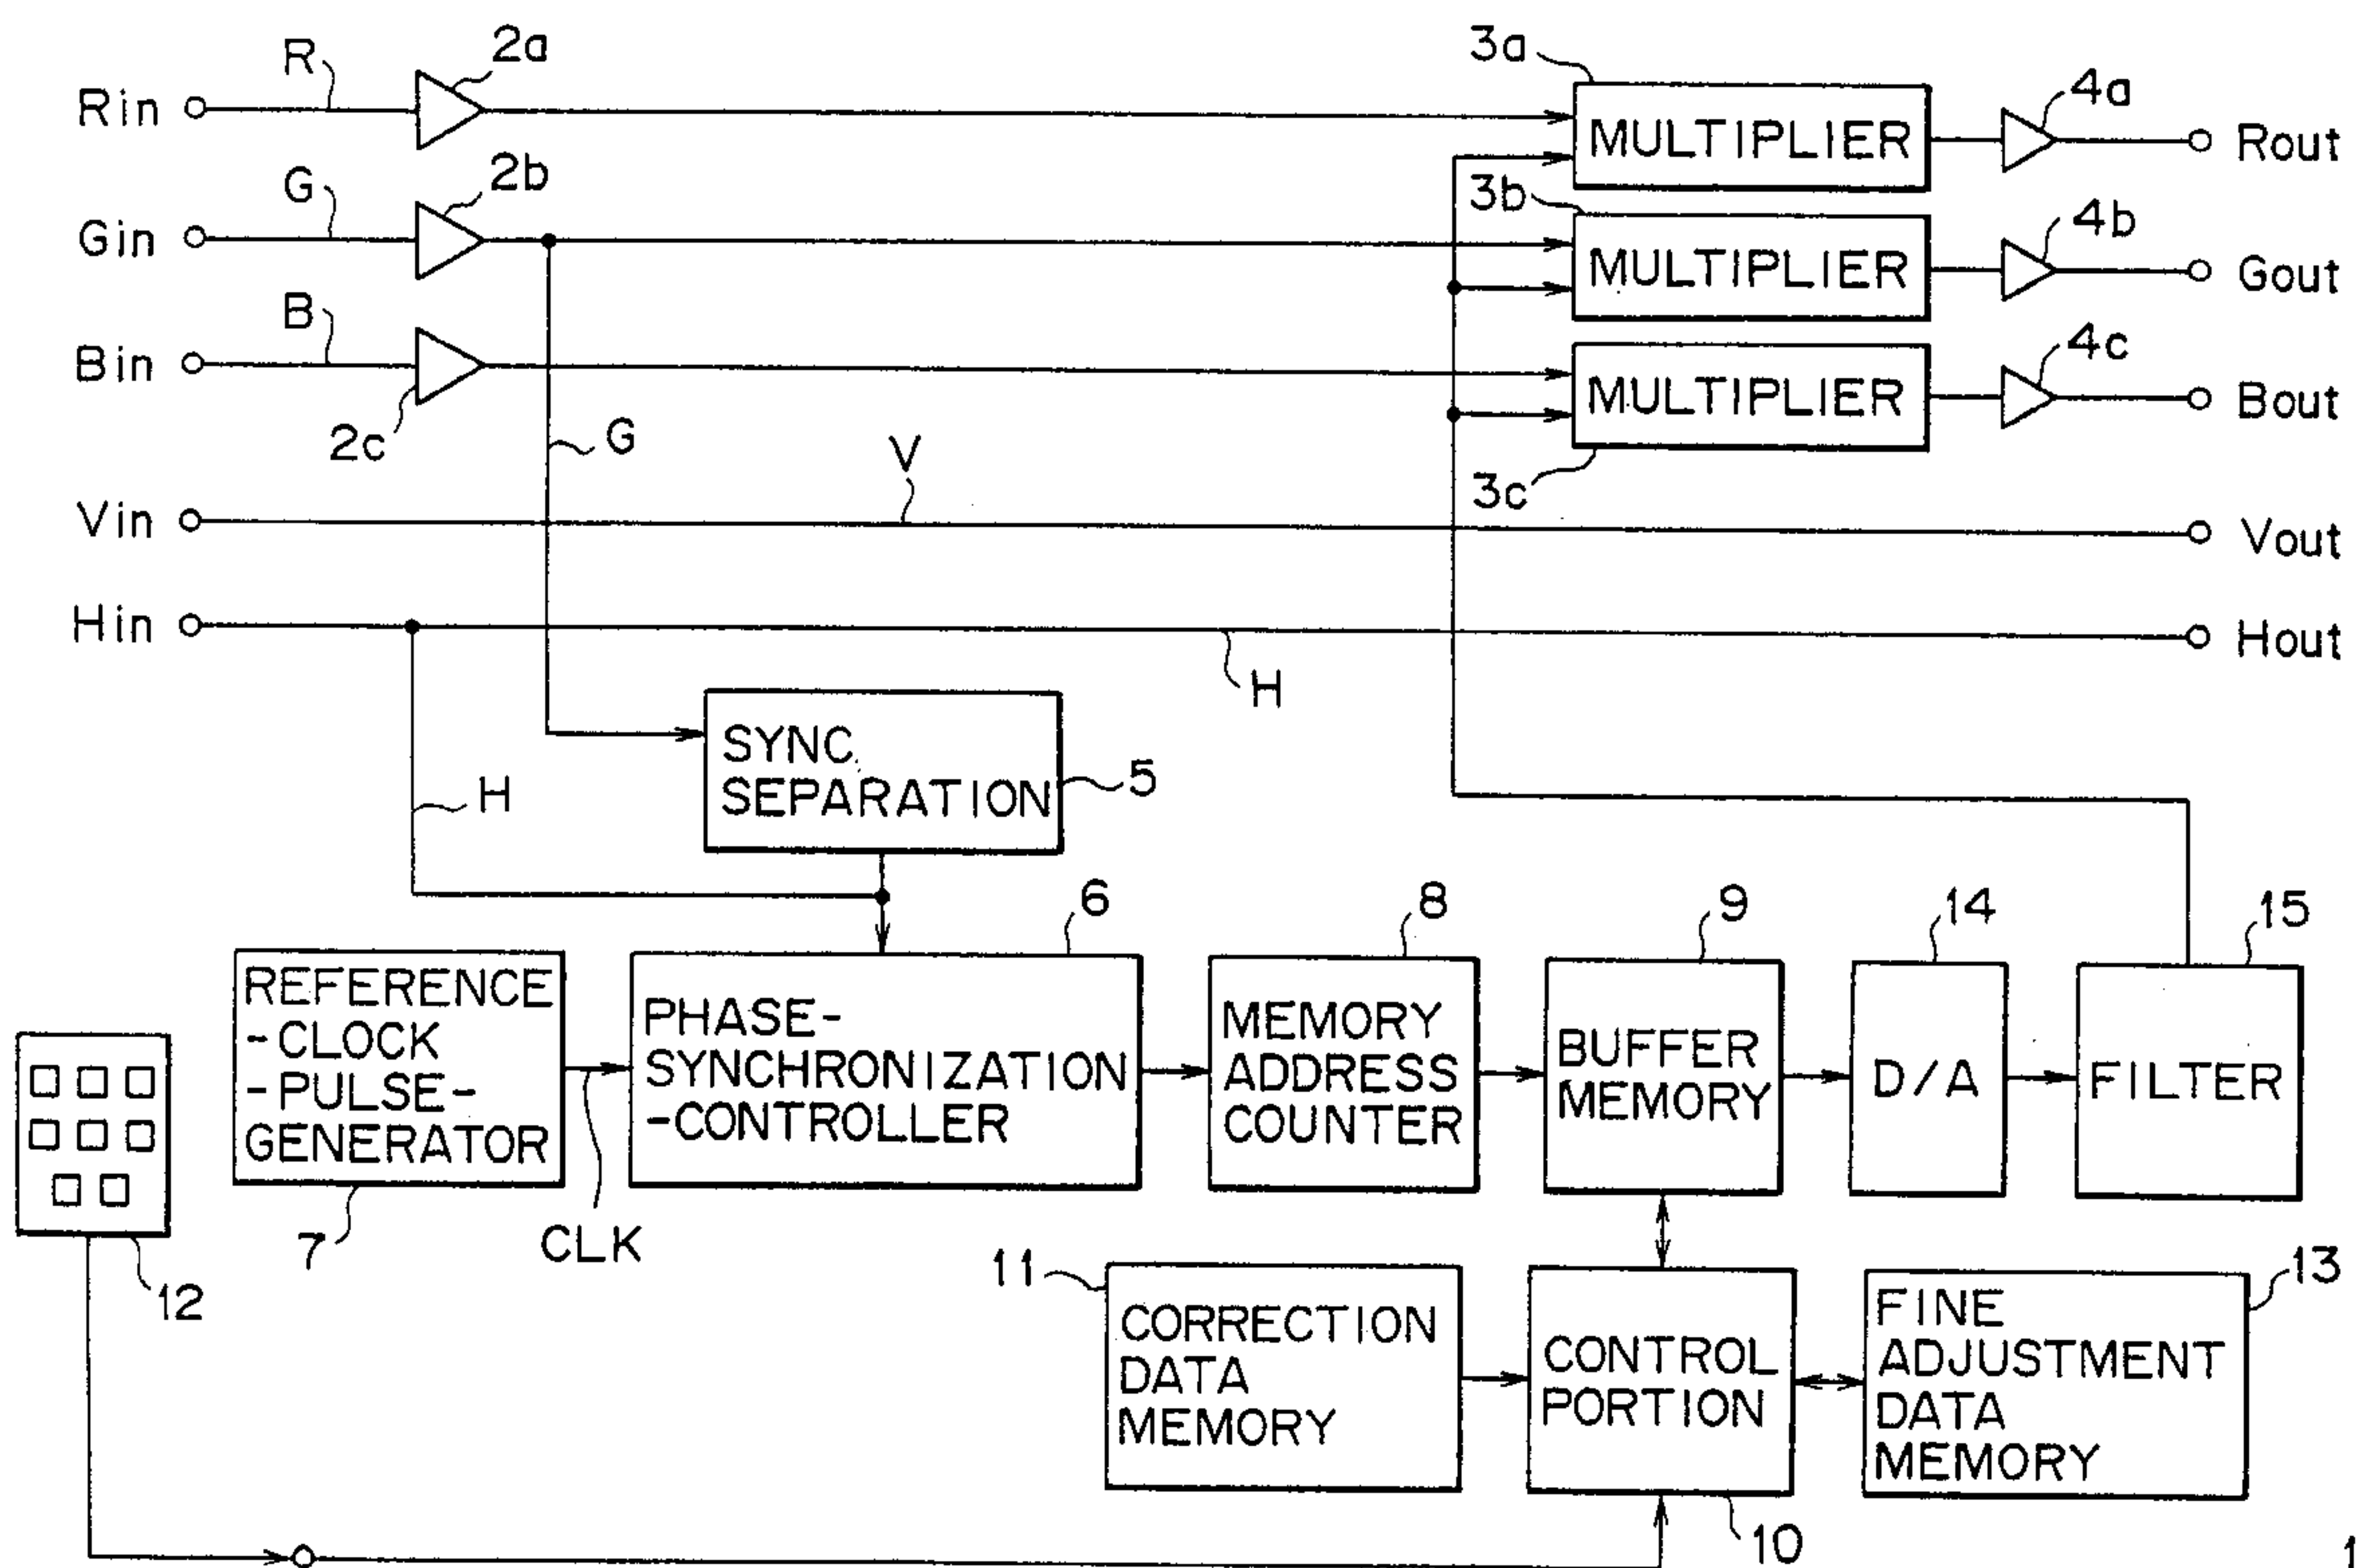 R
2a
3a
4a
Rin
MULTIPLIER
Rout
G
2b
3b
4b
Gin
MULTIPLIER
Gout
B
4c
Bin
MULTIPLIER
Bout
2c
G
V
3c
Vin
Vout
Hin
Hout
H
SYNC
SEPARATION
5
H
6
8
9
14
15
REFERENCE
-CLOCK
-PULSE-
GENERATOR
PHASE-
SYNCHRONIZATION
-CONTROLLER
MEMORY
ADDRESS
COUNTER
BUFFER
MEMORY
D/A
FILTER
7
CLK
12
11
13
CORRECTION
DATA
MEMORY
CONTROL
PORTION
FINE
ADJUSTMENT
DATA
MEMORY
10
1